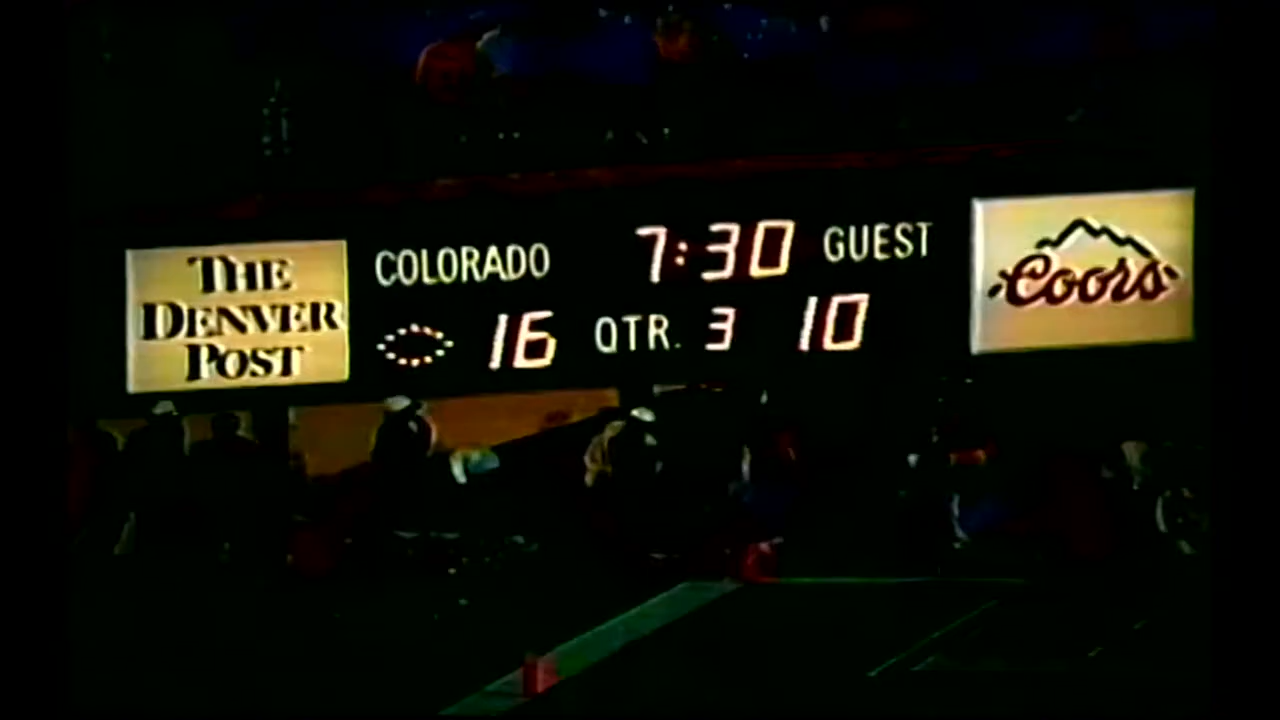 THE
DENVER
POST
COLORADO 7:30 GUEST
16 QTR. 3 10
Coors